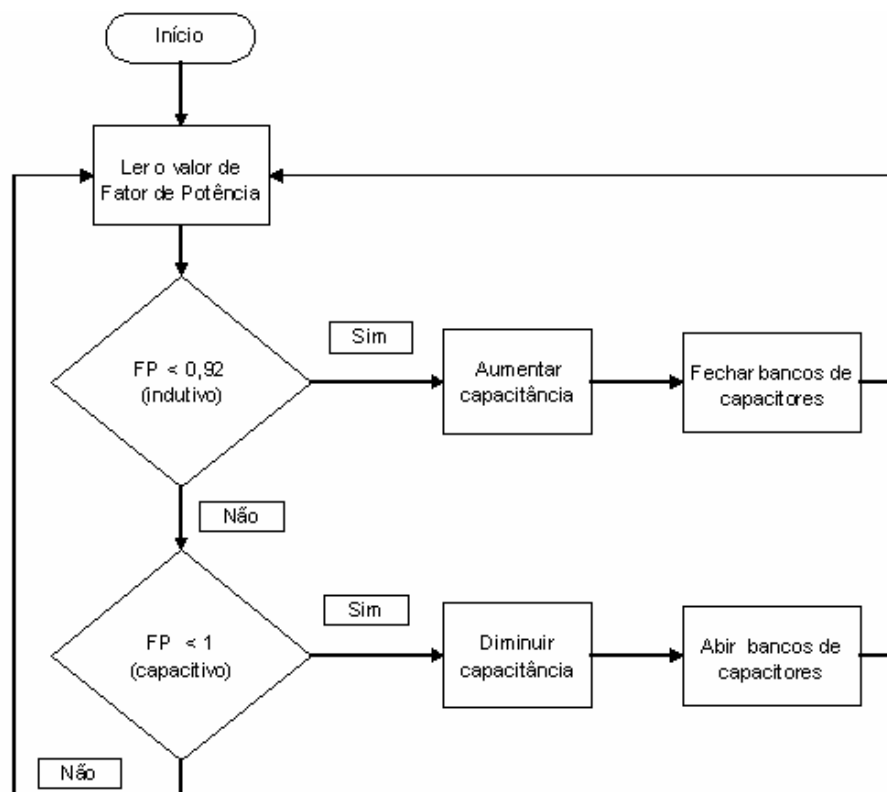 Início
Ler o valor de
Fator de Potência
Sim
FP < 0,92
(indutivo)
Aumentar
capacitância
Fechar bancos de
capacitores
Não
Sim
FP < 1
(capacitivo)
Diminuir
capacitância
Abir bancos de
capacitores
Não